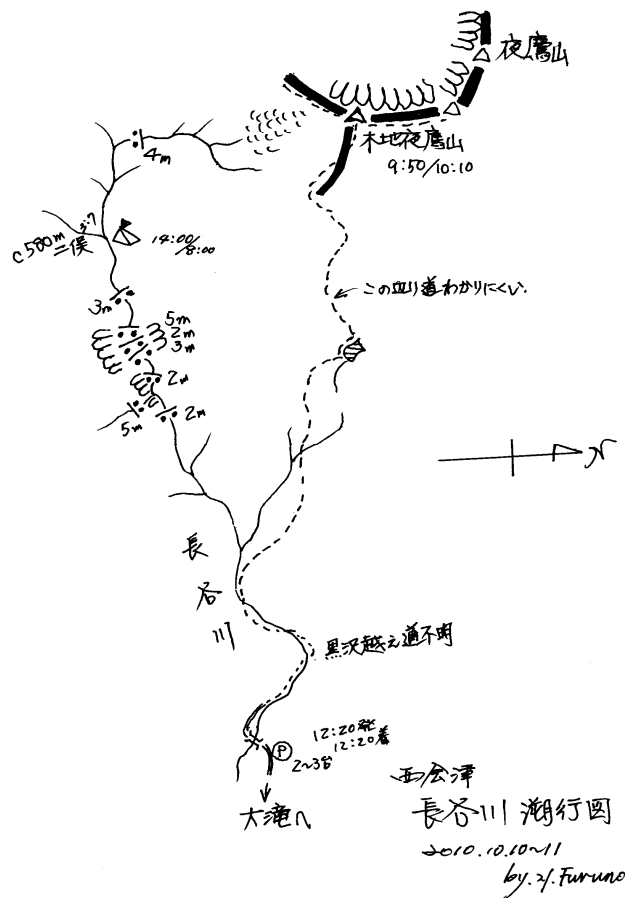 夜鷹山
木地夜鷹山
9:50/10:10
4m
3:7
c580m
二俣
14:00/8:00
3m
5m
2m
3m
この辺り道わかりにくい.
2m
2m
5m
N
長谷川
黒沢越え道不明
12:20発
12:20着
P
2~3台
大滝へ
西会津
長谷川 遡行図
2010.10.10~11
by.y.Furuno